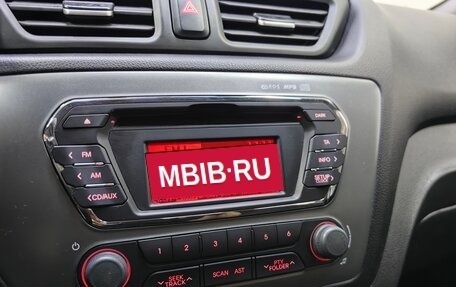 MP3
DARK
FM
AM
CD/AUX
TA
INFO
SETUP
MBIB·RU
1 2 3 4 5 6
SEEK
TRACK
SCAN AST
PTY
FOLDER